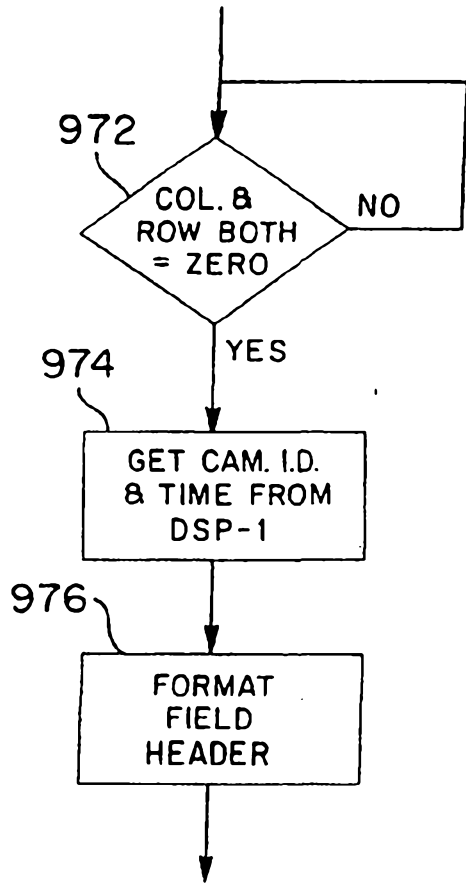 972
COL. &
ROW BOTH
= ZERO
NO
YES
974
GET CAM. I.D.
& TIME FROM
DSP-1
976
FORMAT
FIELD
HEADER